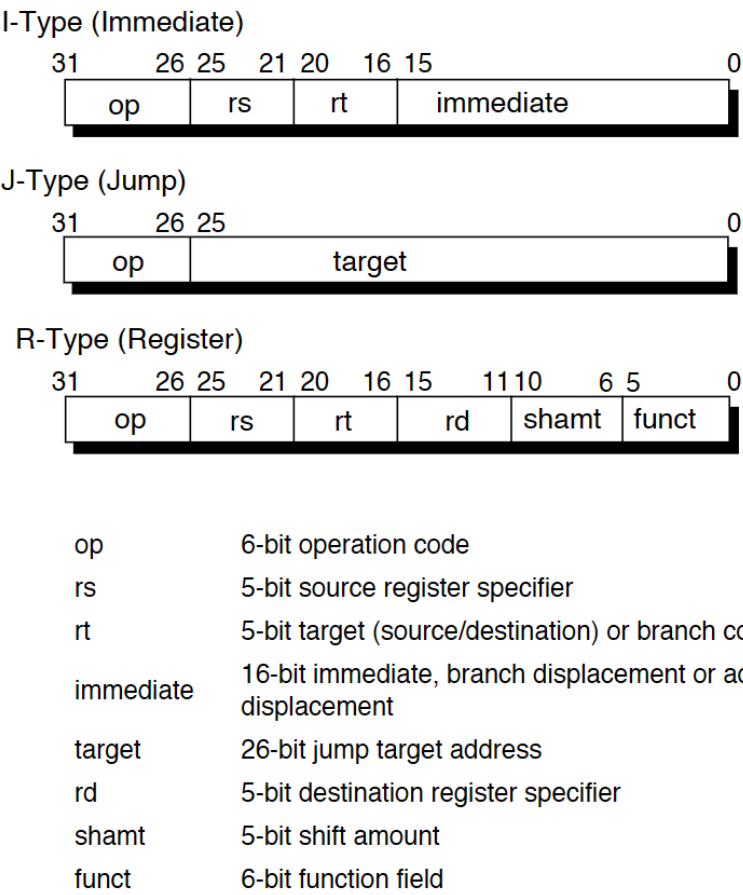 I-Type (Immediate)
31 26 25 21 20 16 15 0
op rs rt immediate
J-Type (Jump)
31 26 25 0
op target
R-Type (Register)
31 26 25 21 20 16 15 11 10 6 5 0
op rs rt rd shamt funct
op 6-bit operation code
rs 5-bit source register specifier
rt 5-bit target (source/destination) or branch
immediate 16-bit immediate, branch displacement or
displacement
target 26-bit jump target address
rd 5-bit destination register specifier
shamt 5-bit shift amount
funct 6-bit function field